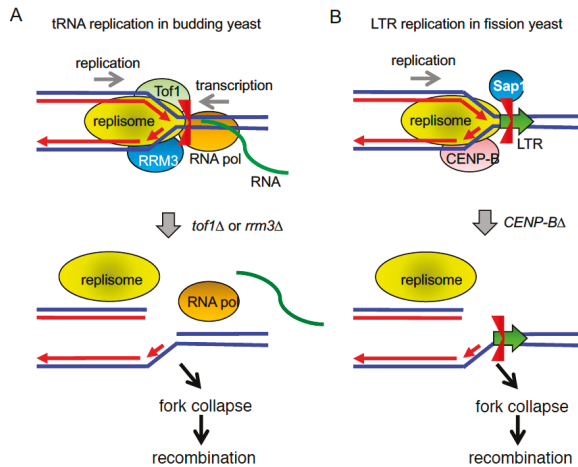 A
tRNA replication in budding yeast
replication
Tof1
transcription
replisome
RRM3
RNA pol
RNA
tof1Δ or rrm3Δ
replisome
RNA pol
fork collapse
recombination
B
LTR replication in fission yeast
replication
Sap1
replisome
CENP-B
LTR
CENP-BΔ
replisome
fork collapse
recombination